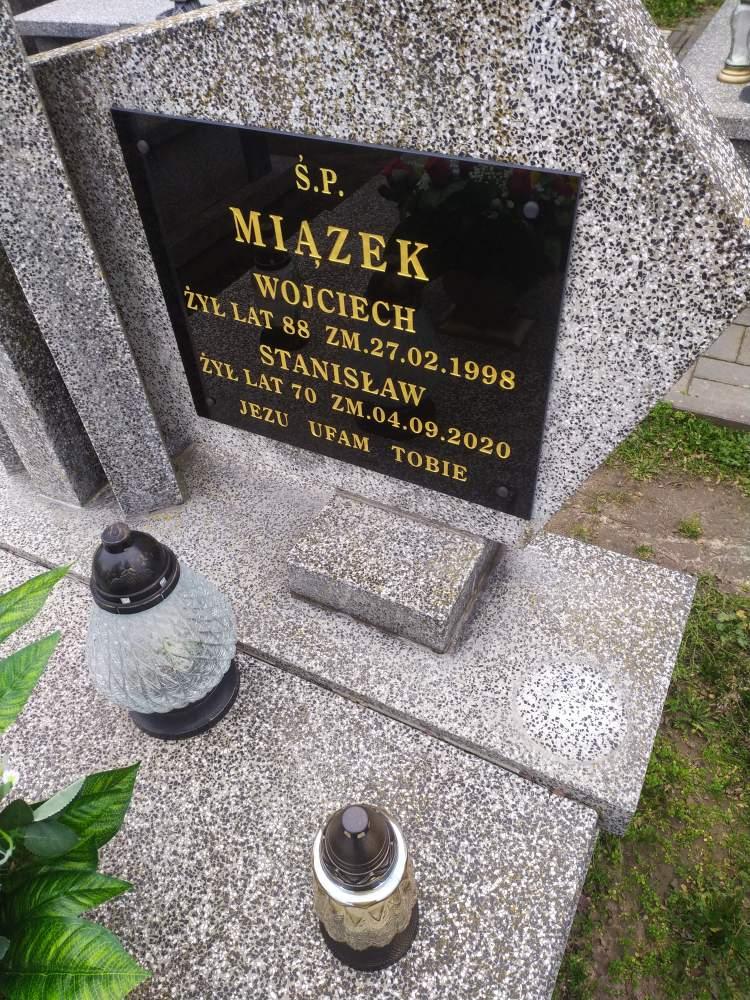 Ś.P.
MIĄZEK
WOJCIECH
ŻYŁ LAT 88 ZM.27.02.1998
STANISŁAW
ŻYŁ LAT 70 ZM.04.09.2020
JEZU UFAM TOBIE